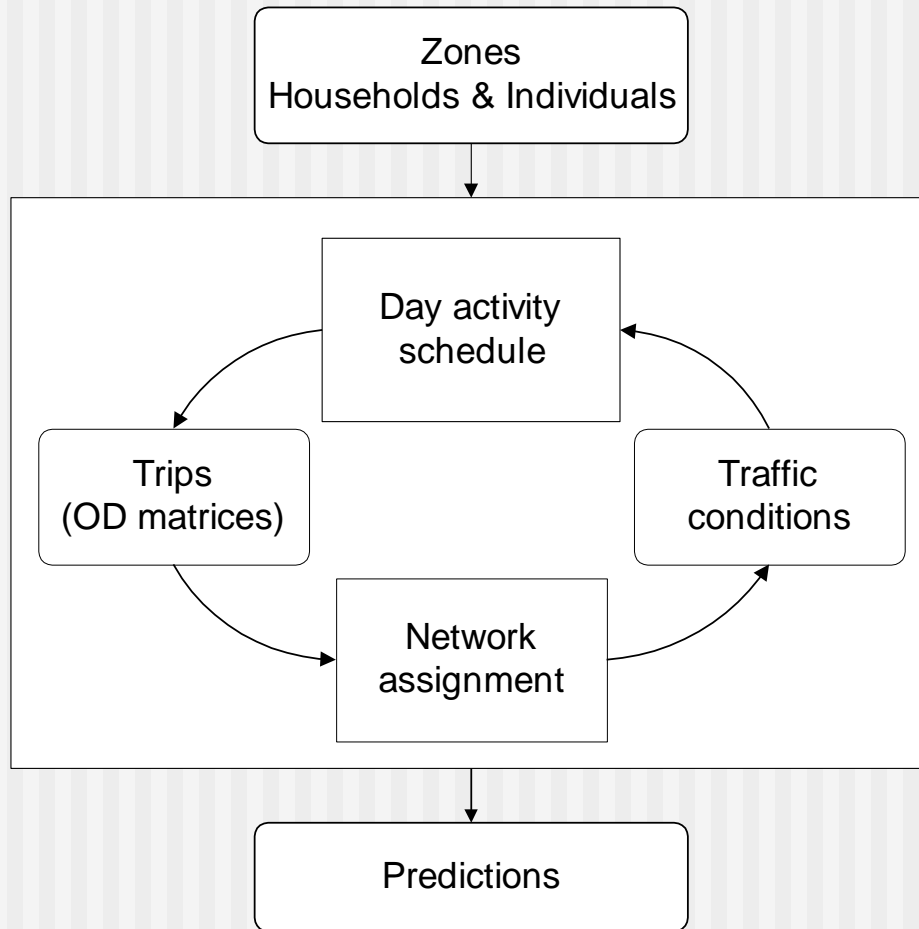 Zones
Households & Individuals
Day activity
schedule
Trips
(OD matrices)
Traffic
conditions
Network
assignment
Predictions